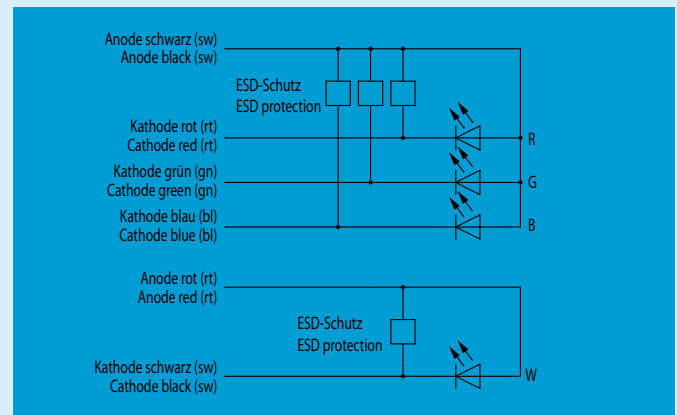 Anode schwarz (sw)
Anode black (sw)
ESD-Schutz
ESD protection
Kathode rot (rt)
Cathode red (rt)
R
Kathode grün (gn)
Cathode green (gn)
G
Kathode blau (bl)
Cathode blue (bl)
B
Anode rot (rt)
Anode red (rt)
ESD-Schutz
ESD protection
Kathode schwarz (sw)
Cathode black (sw)
W